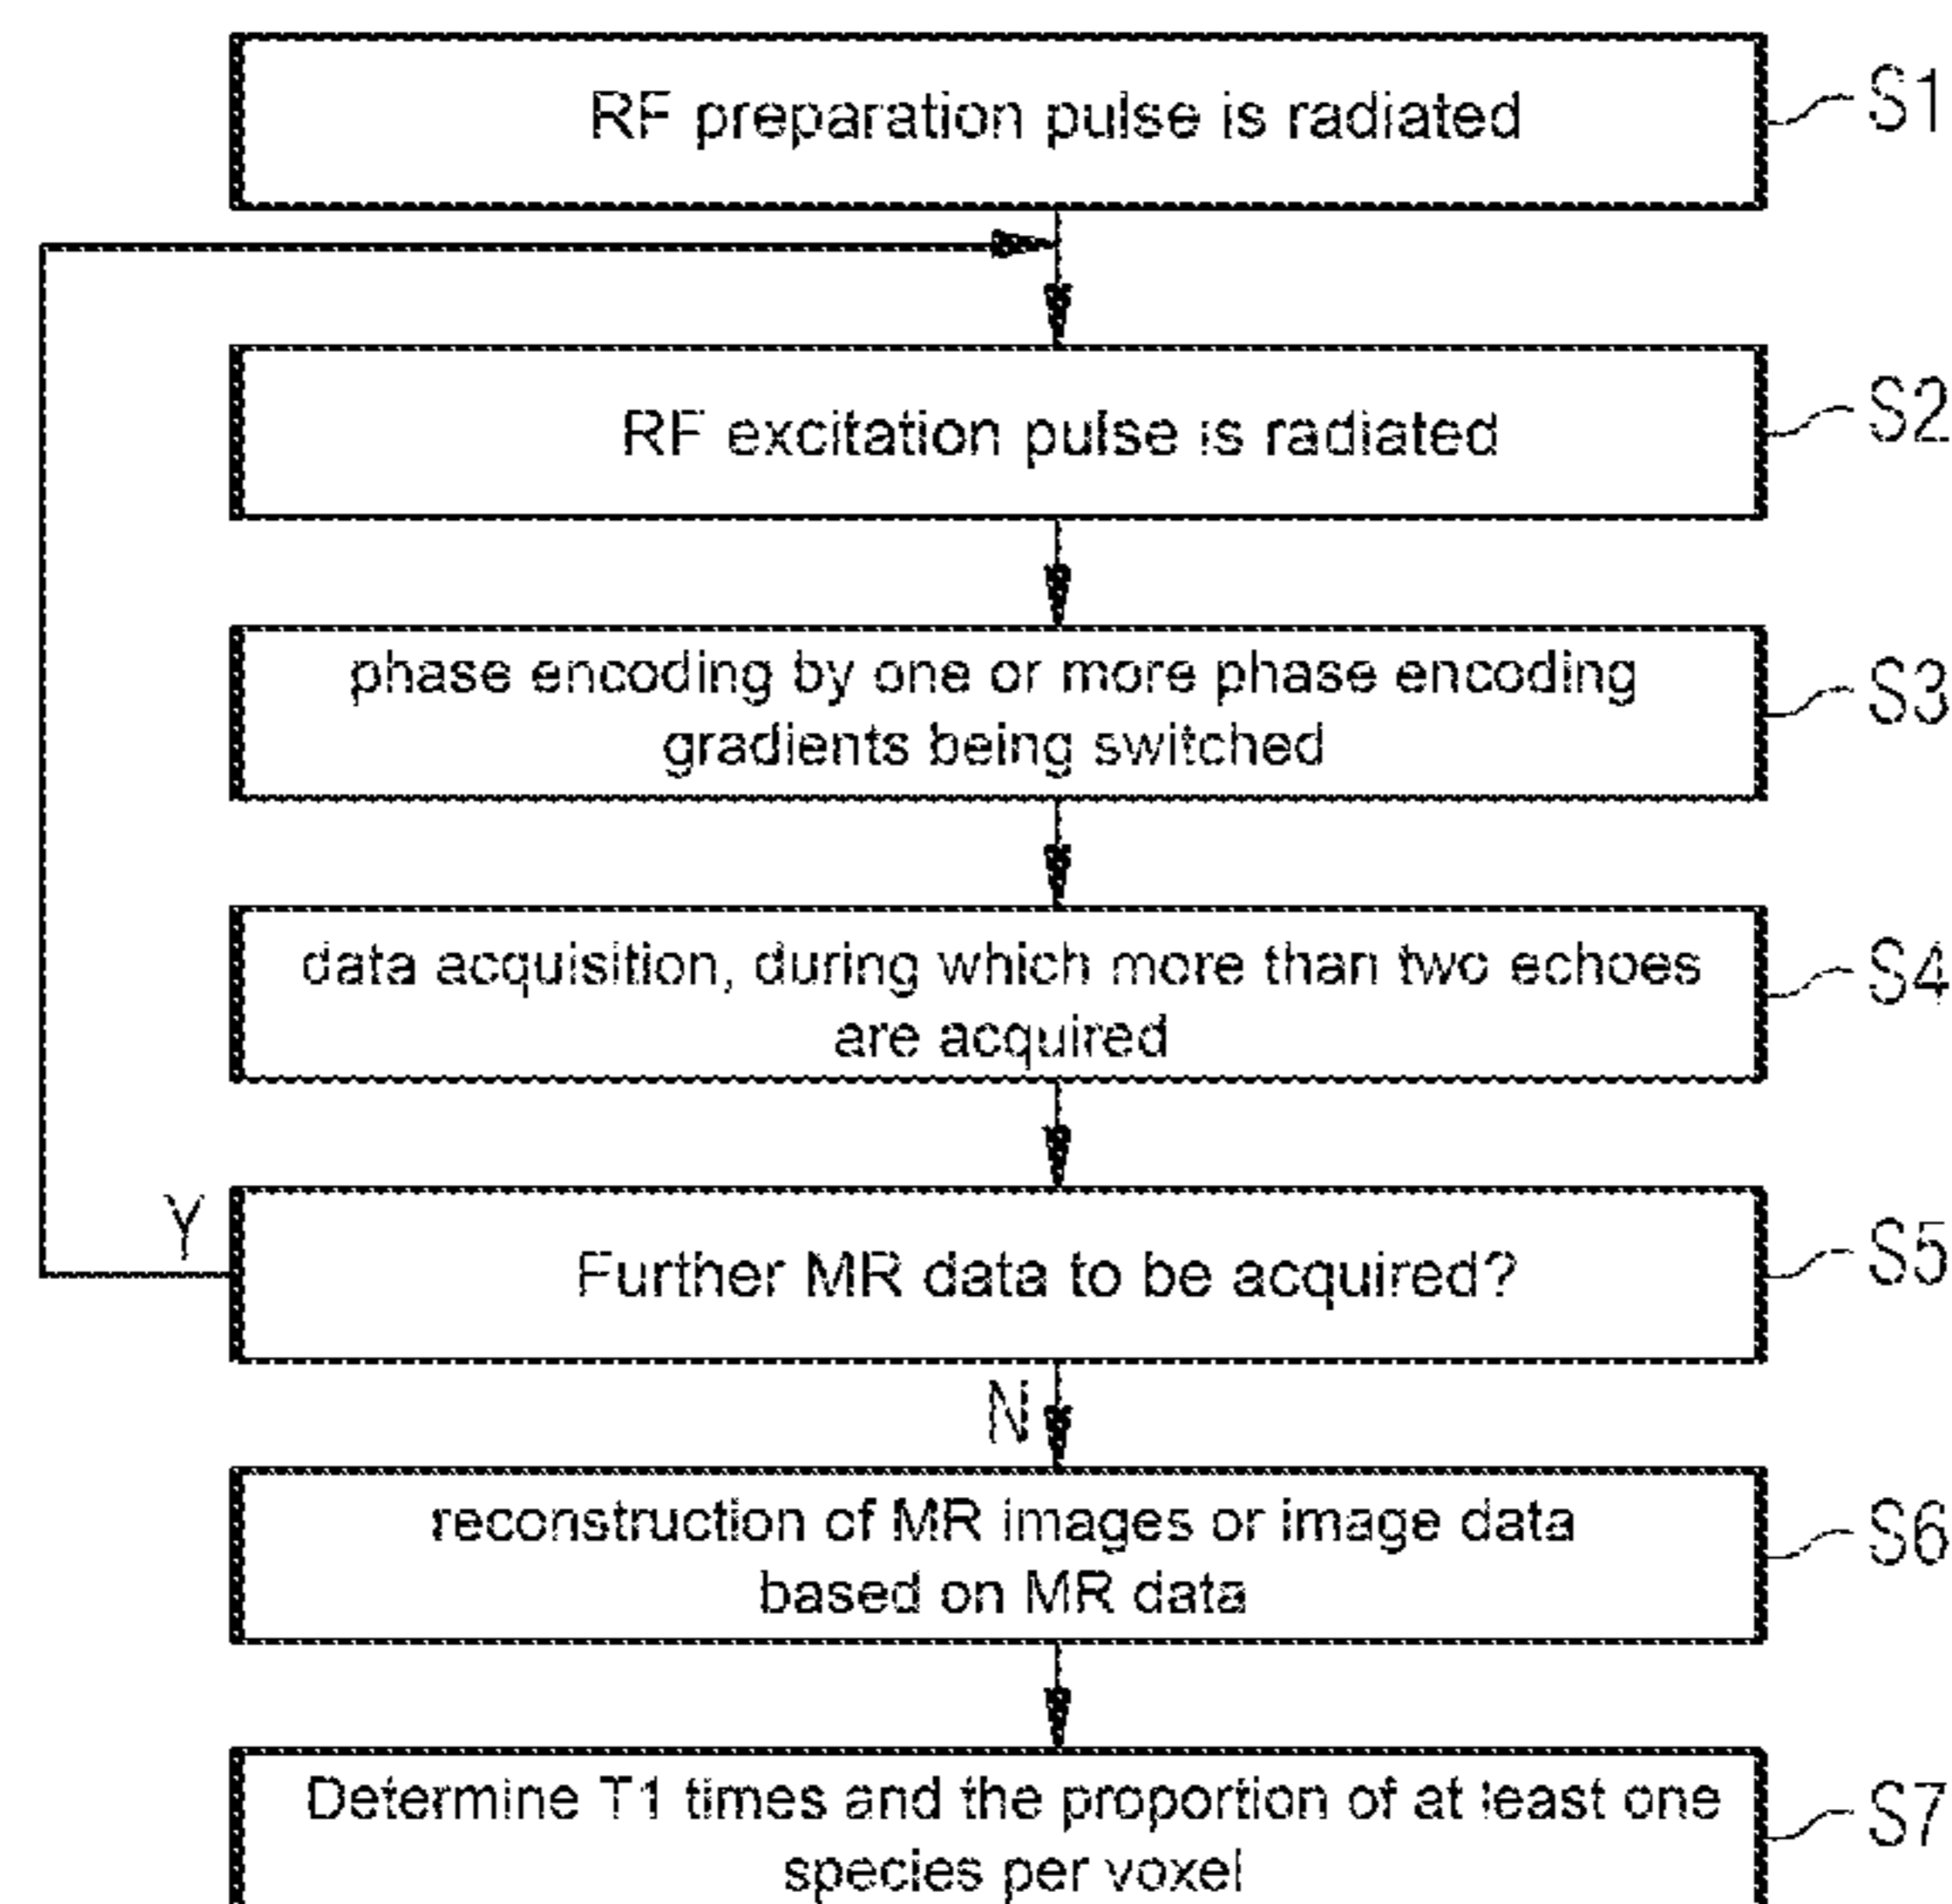 RF preparation pulse is radiated
S1
RF excitation pulse is radiated
S2
phase encoding by one or more phase encoding
gradients being switched
S3
data acquisition, during which more than two echoes
are acquired
S4
Y
Further MR data to be acquired?
S5
N
reconstruction of MR images or image data
based on MR data
S6
Determine T1 times and the proportion of at least one
species per voxel
S7